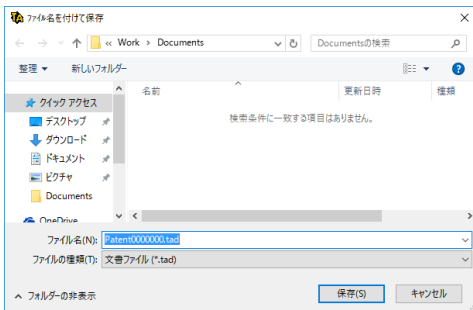 ファイル名を付けて保存
« Work › Documents
Documentsの検索
整理 ▼ 新しいフォルダー
名前 更新日時 種類
検索条件に一致する項目はありません。
クイック アクセス
デスクトップ
ダウンロード
ドキュメント
ピクチャ
Documents
OneDrive
ファイル名(N): Patent0000000.tad
ファイルの種類(T): 文書ファイル (*.tad)
フォルダーの非表示 保存(S) キャンセル